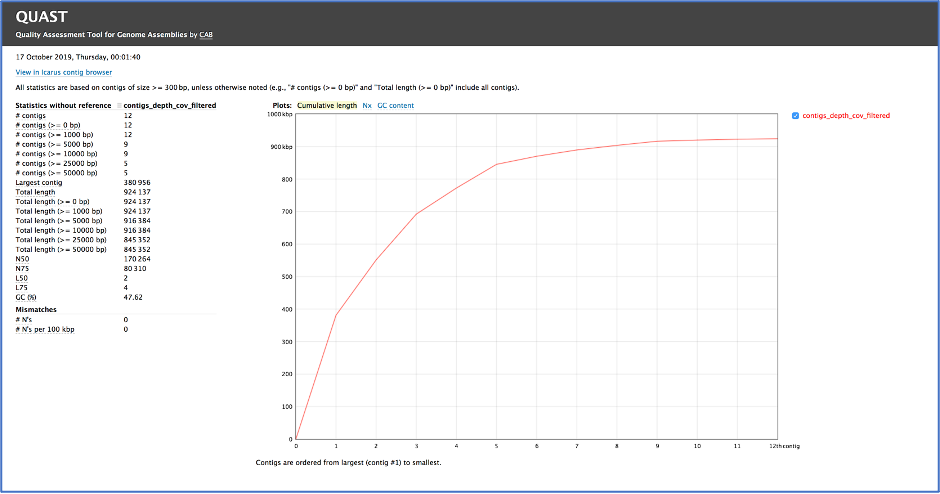 QUAST
Quality Assessment Tool for Genome Assemblies by CAB
17 October 2019, Thursday, 00:01:40
View in Icarus contig browser
All statistics are based on contigs of size >= 300 bp, unless otherwise noted (e.g., "# contigs (>= 0 bp)" and "Total length (>= 0 bp)" include all contigs).
Statistics without reference contigs_depth_cov_filtered
# contigs 12
# contigs (>= 0 bp) 12
# contigs (>= 1000 bp) 12
# contigs (>= 5000 bp) 9
# contigs (>= 10000 bp) 9
# contigs (>= 25000 bp) 5
# contigs (>= 50000 bp) 5
Largest contig 380 956
Total length 924 137
Total length (>= 0 bp) 924 137
Total length (>= 1000 bp) 924 137
Total length (>= 5000 bp) 916 384
Total length (>= 10000 bp) 916 384
Total length (>= 25000 bp) 845 352
Total length (>= 50000 bp) 845 352
N50 170 264
N75 80 310
L50 2
L75 4
GC (%) 47.62
Mismatches
# N's 0
# N's per 100 kbp 0
Plots: Cumulative length Nx GC content
1000 kbp
900 kbp
800
700
600
500
400
300
200
100
0
0 1 2 3 4 5 6 7 8 9 10 11 12th contig
contigs_depth_cov_filtered
Contigs are ordered from largest (contig #1) to smallest.